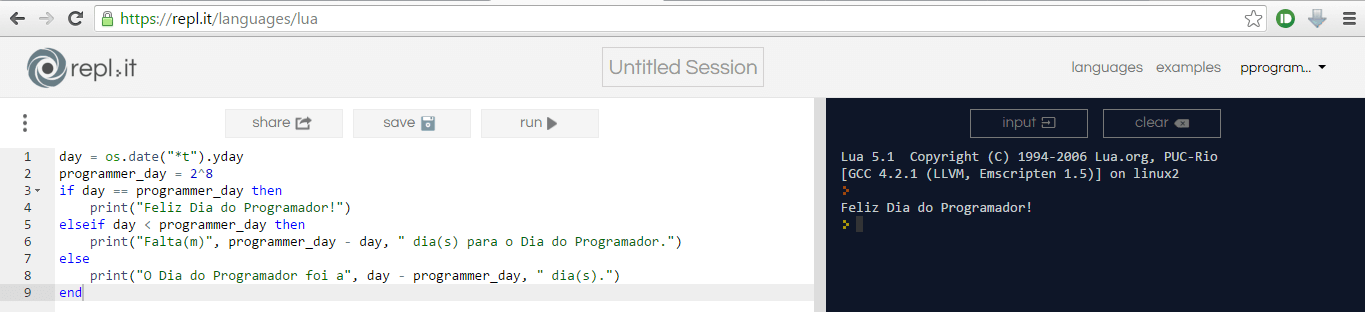 https://repl.it/languages/lua
repl.it
Untitled Session
languages examples pprogram...
share save run
input clear
1 day = os.date("*t").yday
2 programmer_day = 2^8
3 if day == programmer_day then
4 print("Feliz Dia do Programador!")
5 elseif day < programmer_day then
6 print("Falta(m)", programmer_day - day, " dia(s) para o Dia do Programador.")
7 else
8 print("O Dia do Programador foi a", day - programmer_day, " dia(s).")
9 end
Lua 5.1 Copyright (C) 1994-2006 Lua.org, PUC-Rio
[GCC 4.2.1 (LLVM, Emscripten 1.5)] on linux2
Feliz Dia do Programador!